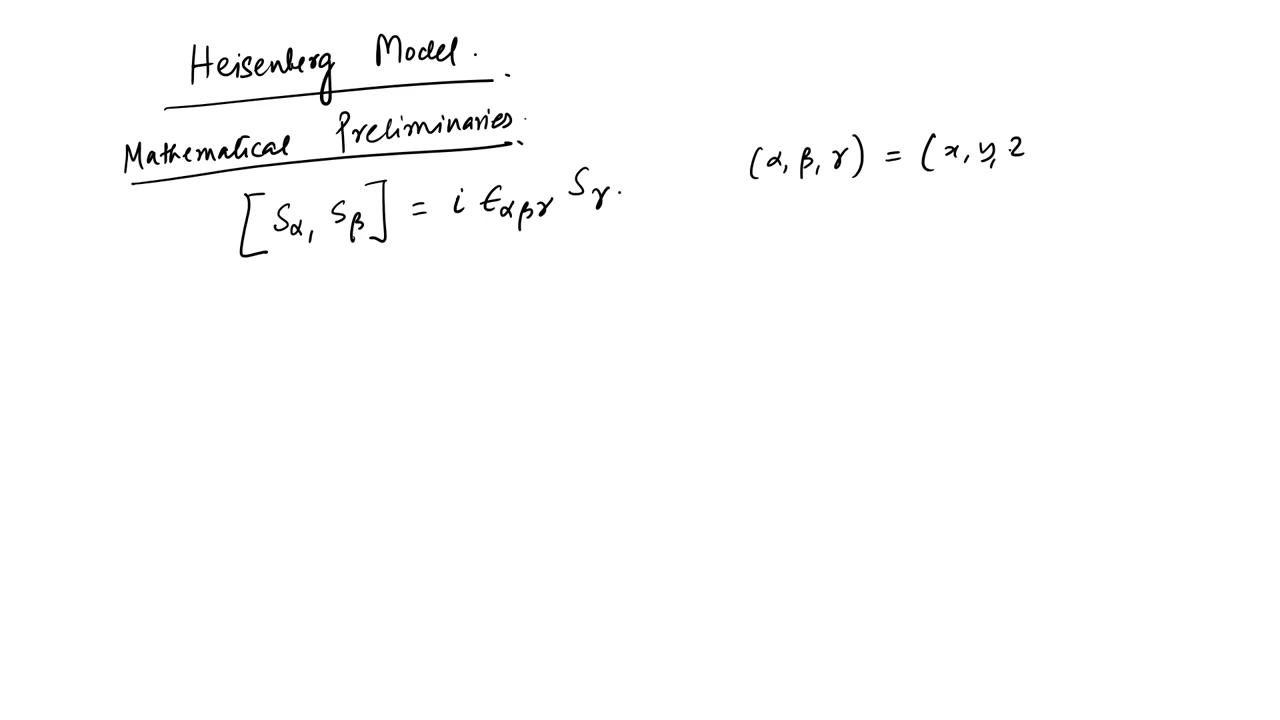 Heisenberg Model.
Mathematical Preliminaries.
[Sα, Sβ] = i ϵαβγ Sγ.
(α, β, γ) = (x, y, z